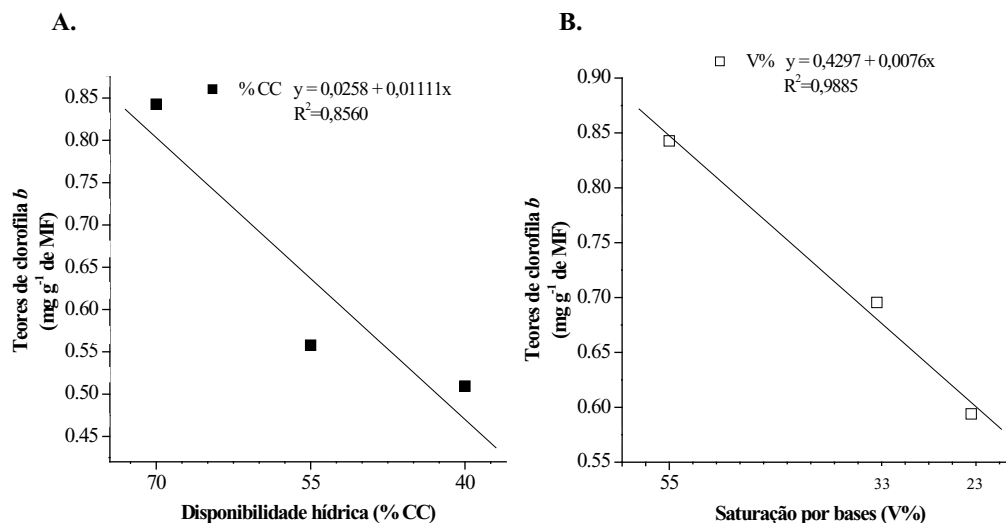 A.
■ % CC y = 0,0258 + 0,01111x
R²=0,8560
0.85
0.80
0.75
0.70
0.65
0.60
0.55
0.50
0.45
Teores de clorofila b
(mg g⁻¹ de MF)
70 55 40
Disponibilidade hídrica (% CC)
B.
□ V% y = 0,4297 + 0,0076x
R²=0,9885
0.90
0.85
0.80
0.70
0.65
0.60
0.55
Teores de clorofila b
(mg g⁻¹ de MF)
55 33 23
Saturação por bases (V%)